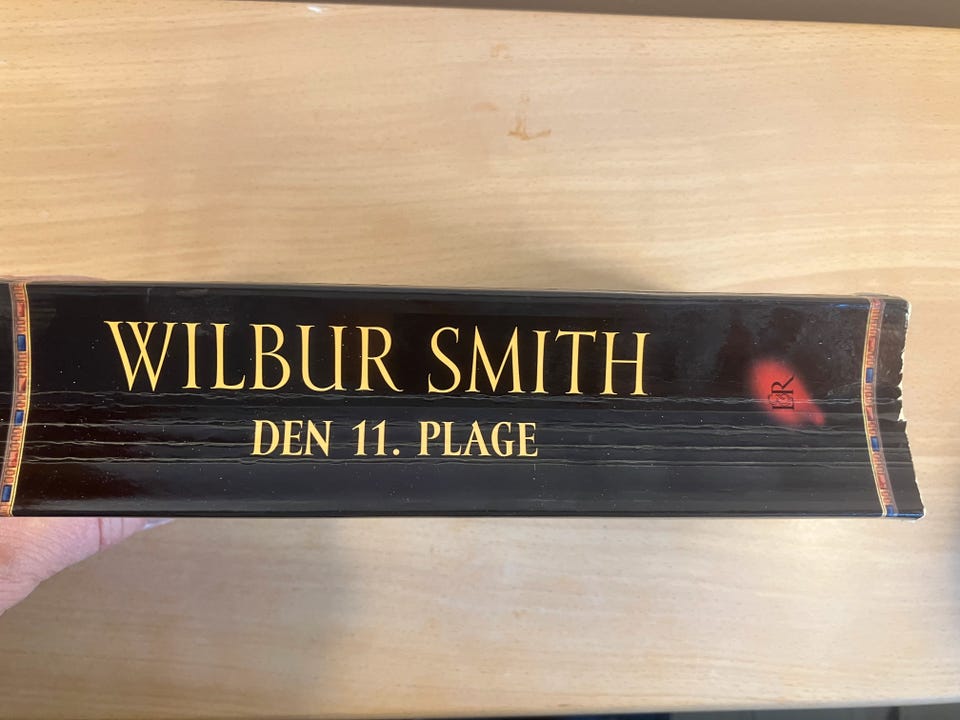 WILBUR SMITH
DEN 11. PLAGE
L&R